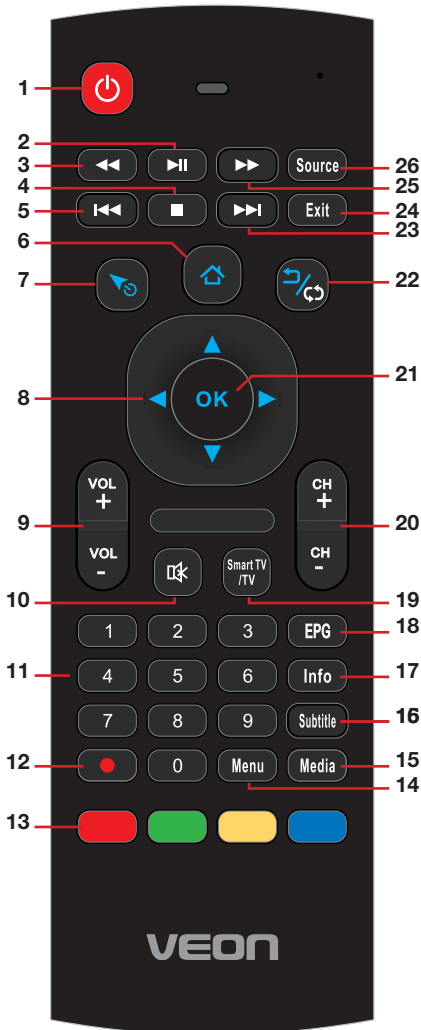 1
2
3
4
5
6
7
8
9
10
11
12
13
Source
Exit
26
25
24
23
22
OK
21
VOL
+
VOL
-
CH
+
CH
-
20
Smart TV
/TV
19
1 2 3 EPG
18
4 5 6 Info
17
7 8 9 Subtitle
16
0 Menu Media
15
14
VEON